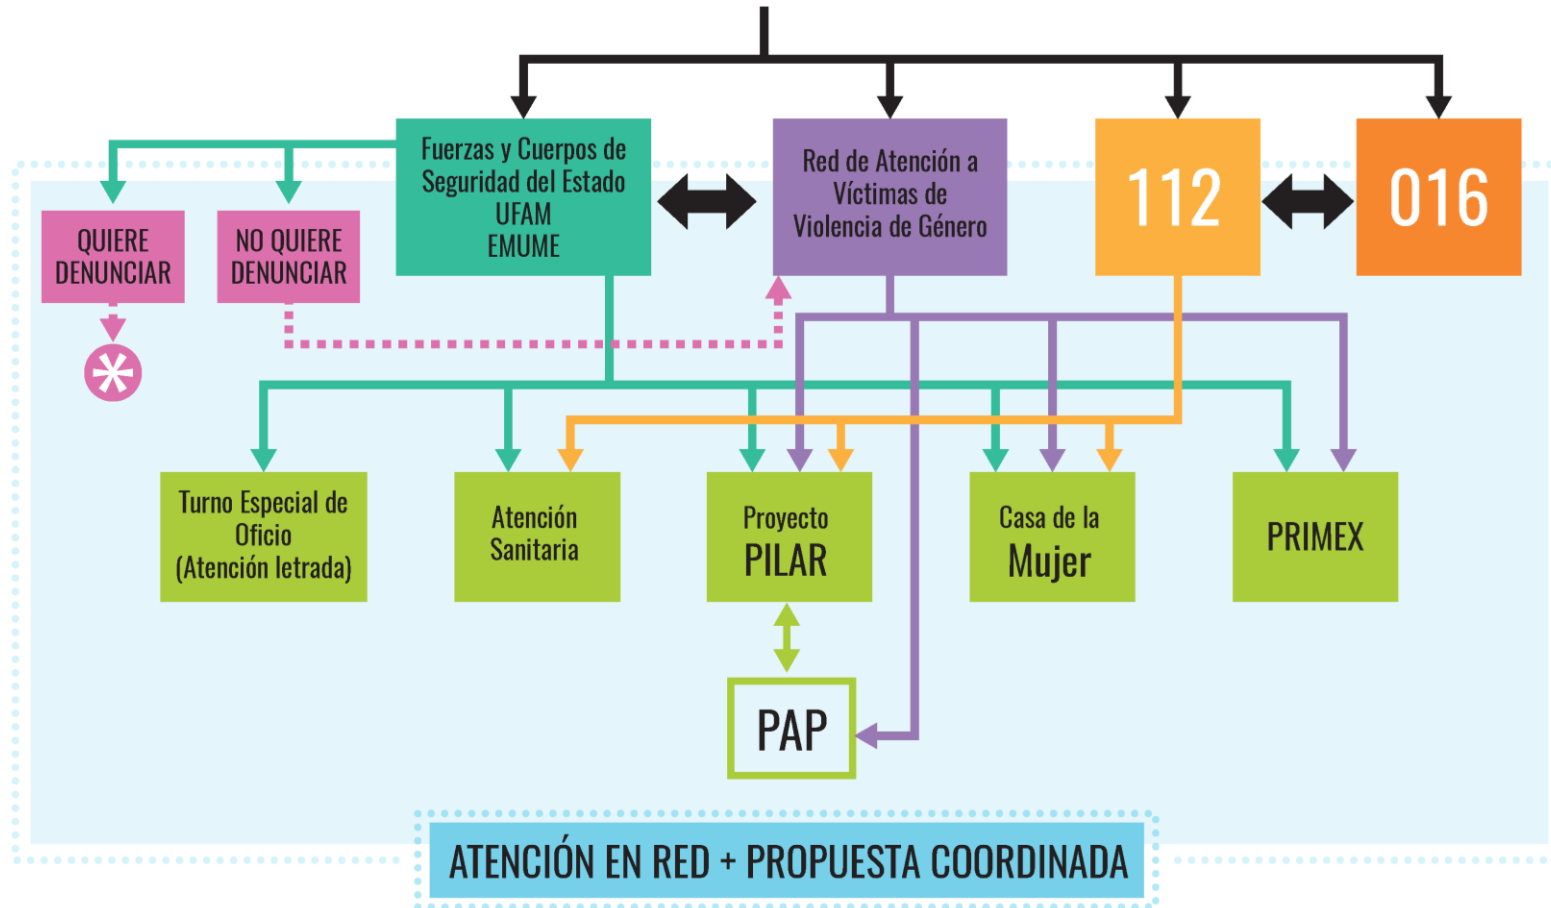 Fuerzas y Cuerpos de
Seguridad del Estado
UFAM
EMUME
Red de Atención a
Víctimas de
Violencia de Género
112
016
QUIERE
DENUNCIAR
NO QUIERE
DENUNCIAR
*
Turno Especial de
Oficio
(Atención letrada)
Atención
Sanitaria
Proyecto
PILAR
Casa de la
Mujer
PRIMEX
PAP
ATENCIÓN EN RED + PROPUESTA COORDINADA